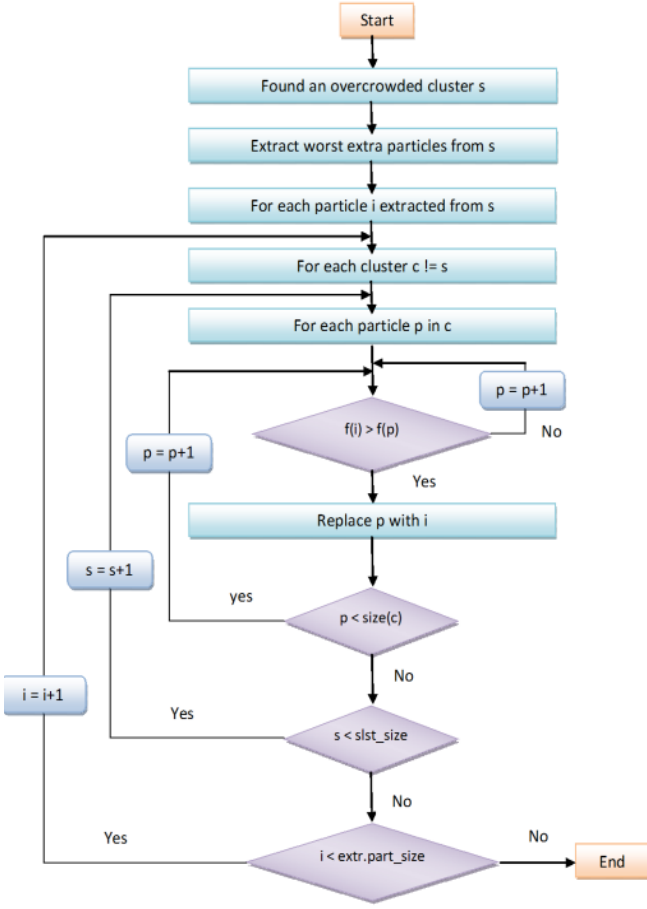 Start
Found an overcrowded cluster s
Extract worst extra particles from s
For each particle i extracted from s
For each cluster c != s
For each particle p in c
p = p+1
f(i) > f(p)
No
p = p+1
Yes
Replace p with i
s = s+1
yes
p < size(c)
No
i = i+1
Yes
s < slst_size
No
Yes
i < extr.part_size
No
End